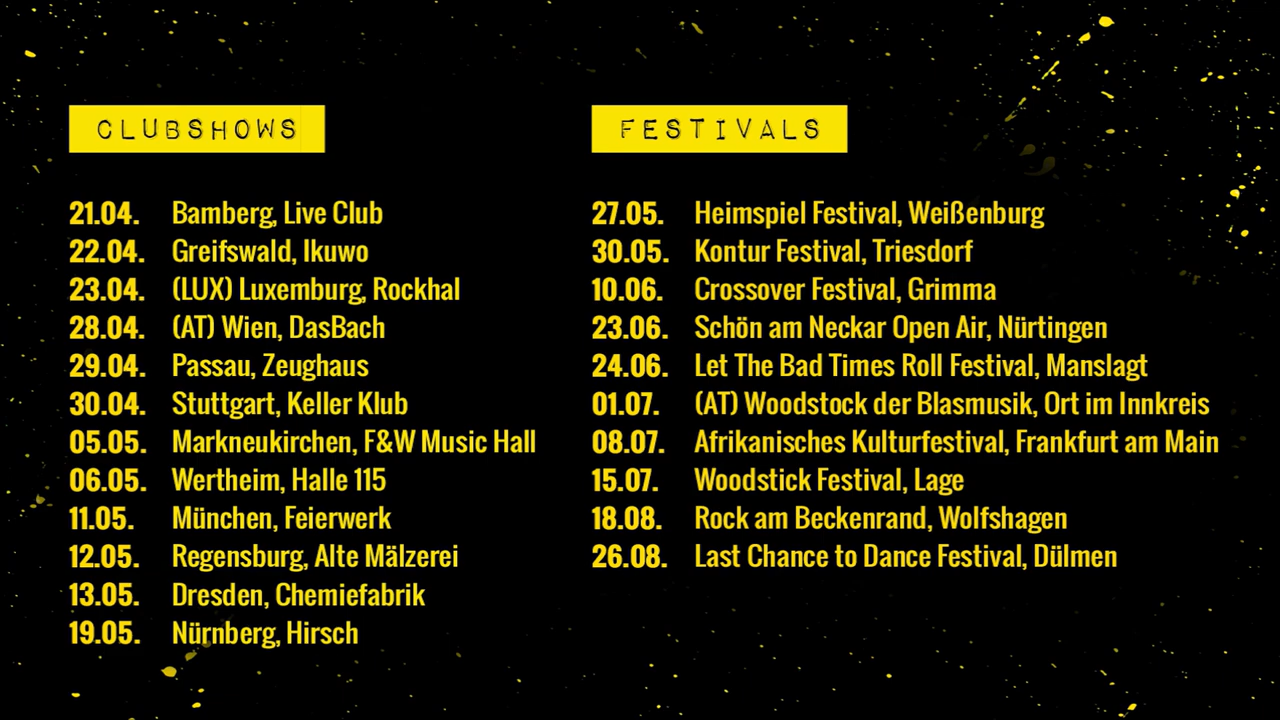 CLUBSHOWS
21.04. Bamberg, Live Club
22.04. Greifswald, Ikuwo
23.04. (LUX) Luxemburg, Rockhal
28.04. (AT) Wien, DasBach
29.04. Passau, Zeughaus
30.04. Stuttgart, Keller Klub
05.05. Markneukirchen, F&W Music Hall
06.05. Wertheim, Halle 115
11.05. München, Feierwerk
12.05. Regensburg, Alte Mälzerei
13.05. Dresden, Chemiefabrik
19.05. Nürnberg, Hirsch
FESTIVALS
27.05. Heimspiel Festival, Weißenburg
30.05. Kontur Festival, Triesdorf
10.06. Crossover Festival, Grimma
23.06. Schön am Neckar Open Air, Nürtingen
24.06. Let The Bad Times Roll Festival, Manslagt
01.07. (AT) Woodstock der Blasmusik, Ort im Innkreis
08.07. Afrikanisches Kulturfestival, Frankfurt am Main
15.07. Woodstick Festival, Lage
18.08. Rock am Beckenrand, Wolfshagen
26.08. Last Chance to Dance Festival, Dülmen